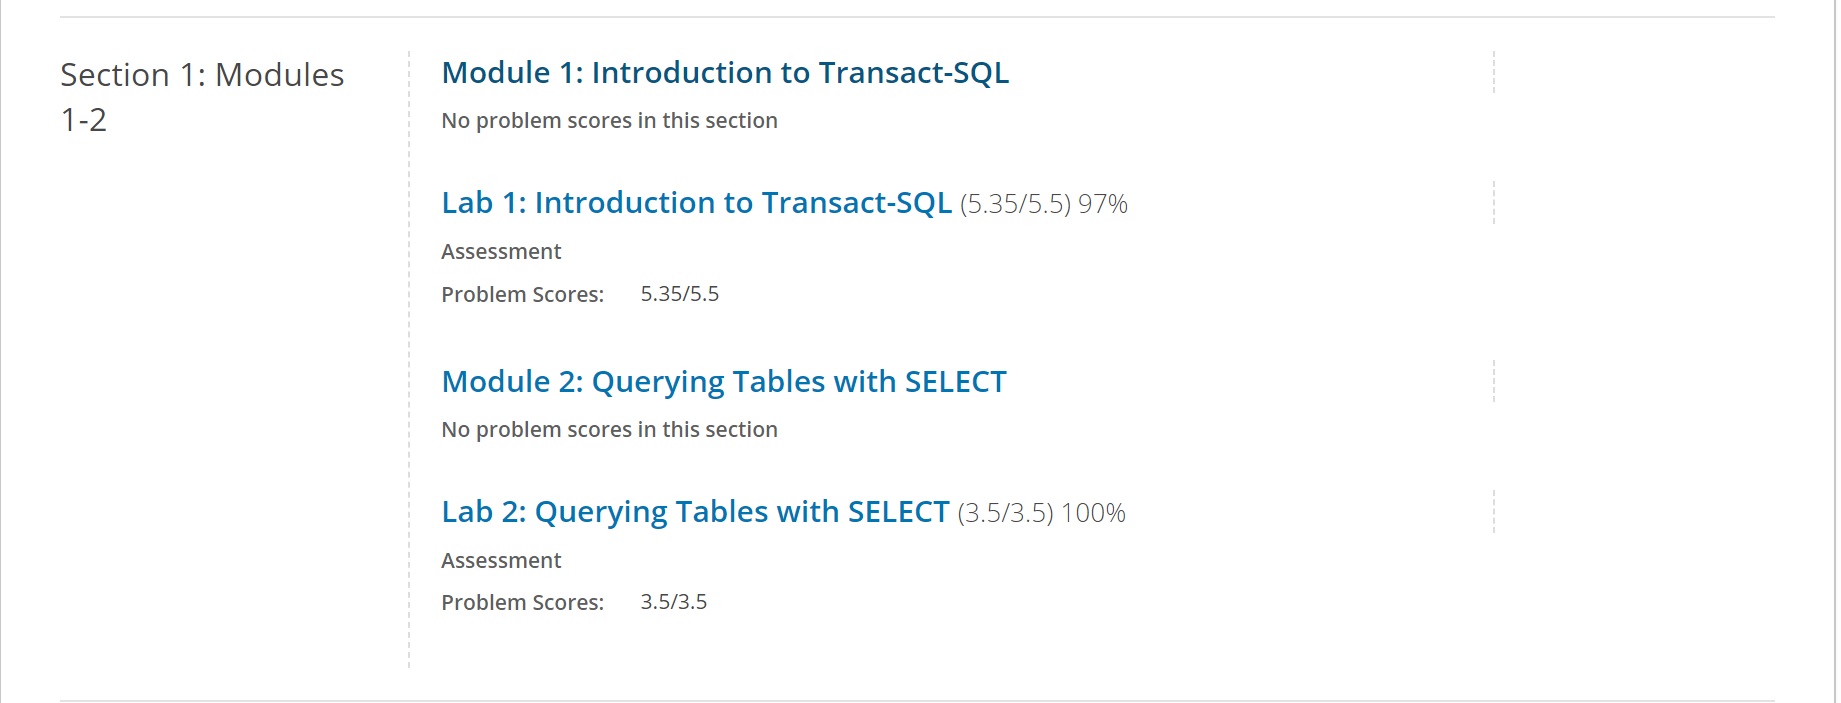 Section 1: Modules
1-2
Module 1: Introduction to Transact-SQL
No problem scores in this section
Lab 1: Introduction to Transact-SQL (5.35/5.5) 97%
Assessment
Problem Scores: 5.35/5.5
Module 2: Querying Tables with SELECT
No problem scores in this section
Lab 2: Querying Tables with SELECT (3.5/3.5) 100%
Assessment
Problem Scores: 3.5/3.5